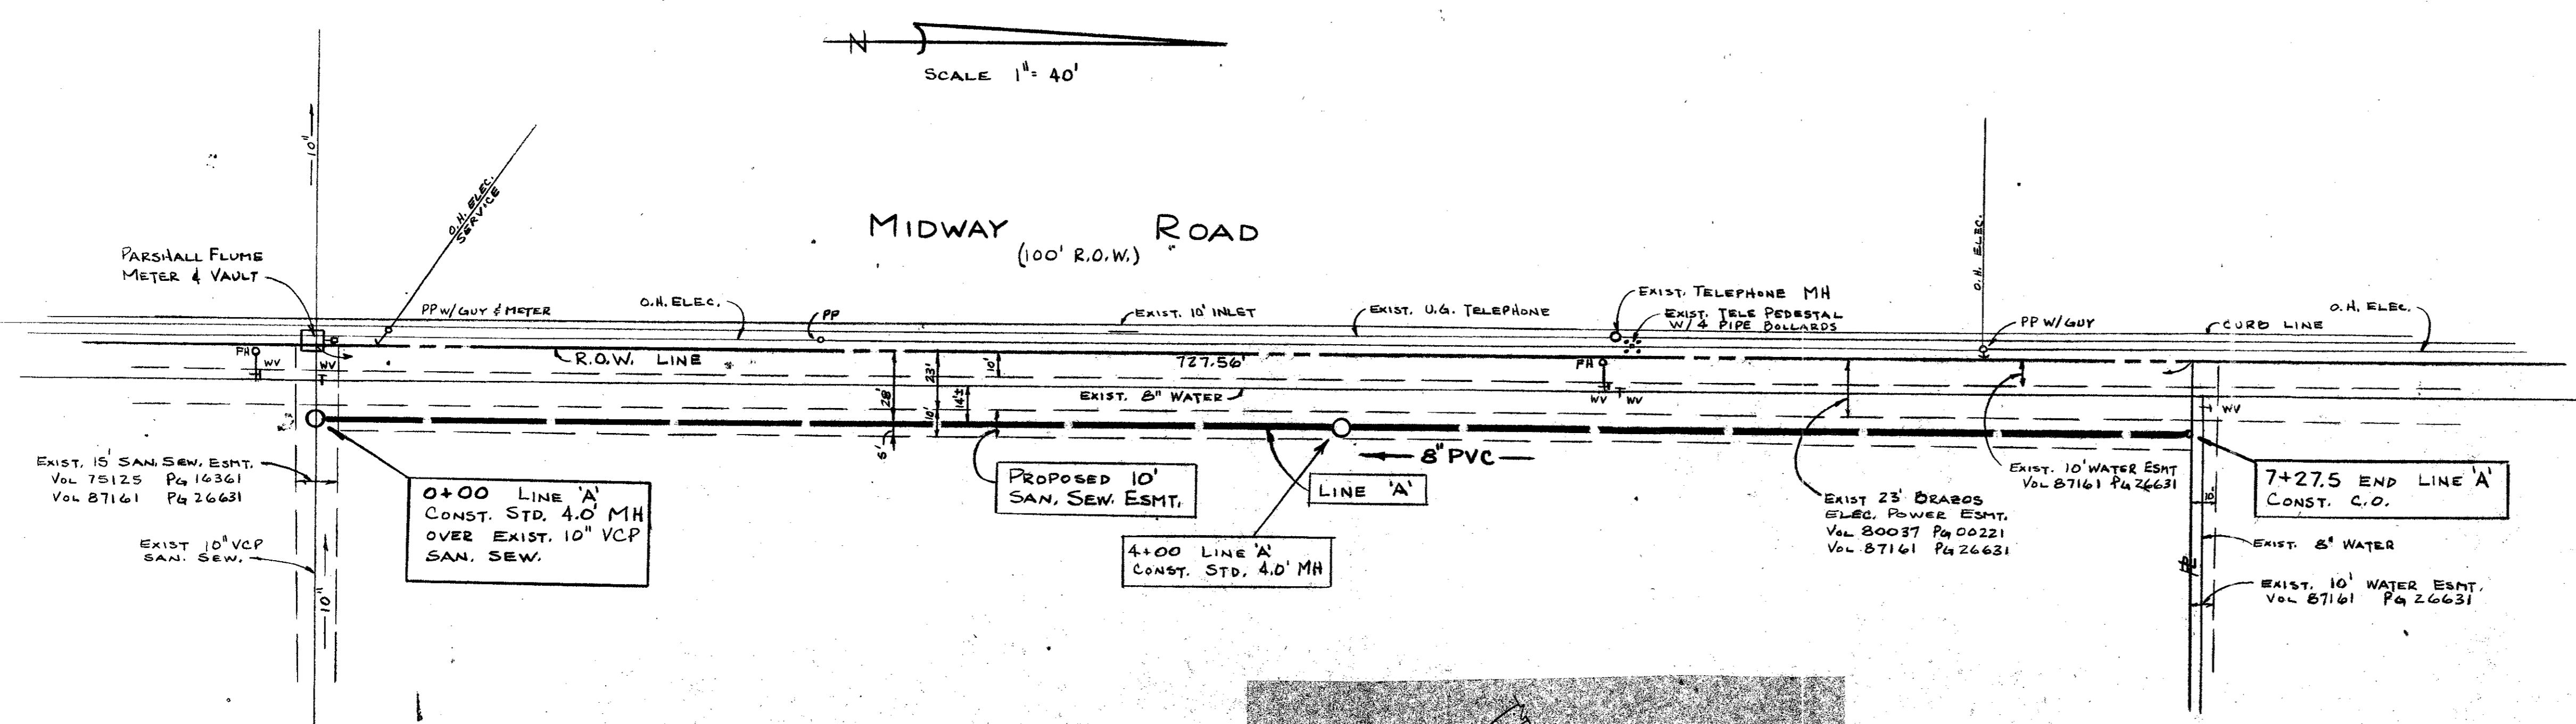 N
SCALE 1"= 40'
10"
O.H. ELEC.
SERVICE
MIDWAY ROAD
(100' R.O.W.)
PARSHALL FLUME
METER & VAULT
O.H. ELEC.
PP W/ GUY & METER
O.H. ELEC.
PP
EXIST. 10' INLET
EXIST. U.G. TELEPHONE
EXIST. TELEPHONE MH
EXIST. TELE PEDESTAL
W/ 4 PIPE BOLLARDS
PP W/ GUY
CURB LINE
O.H. ELEC.
FH
WV
WV
R.O.W. LINE
28'
23'
10'
10'
14'±
5'
727.56'
EXIST. 8" WATER
FH
WV
WV
WV
8" PVC
EXIST. 15' SAN. SEW. ESMT.
VOL 75125 PG 16361
VOL 87161 PG 26631
EXIST 10" VCP
SAN. SEW.
10"
0+00 LINE 'A'
CONST. STD. 4.0' MH
OVER EXIST. 10" VCP
SAN. SEW.
PROPOSED 10'
SAN. SEW. ESMT.
LINE 'A'
4+00 LINE 'A'
CONST. STD. 4.0' MH
EXIST 23' BRAZOS
ELEC. POWER ESMT.
VOL 80037 PG 00221
VOL 87161 PG 26631
EXIST. 10' WATER ESMT
VOL 87161 PG 26631
7+27.5 END LINE 'A'
CONST. C.O.
10'
EXIST. 8" WATER
EXIST. 10' WATER ESMT.
VOL 87161 PG 26631